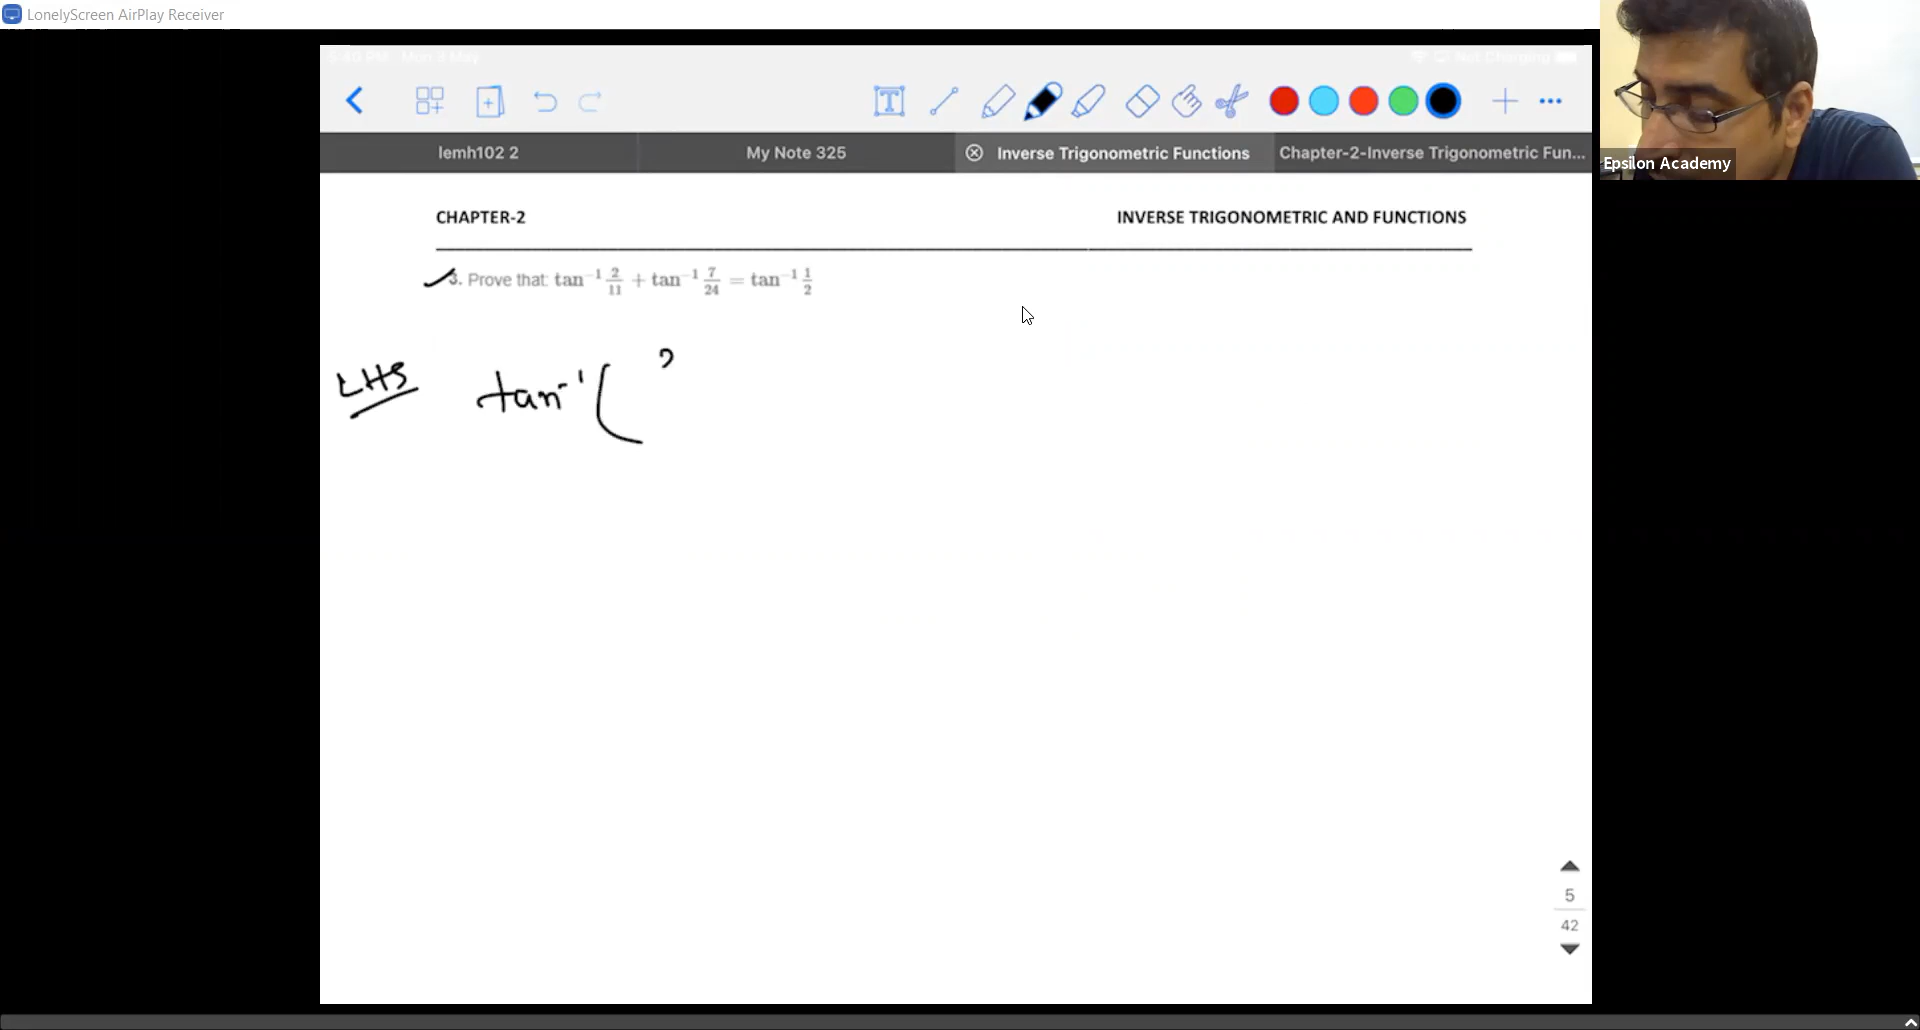 LonelyScreen AirPlay Receiver
lemh102 2
My Note 325
Inverse Trigonometric Functions
Chapter-2-Inverse Trigonometric Fun...
Epsilon Academy
CHAPTER-2
INVERSE TRIGONOMETRIC AND FUNCTIONS
3. Prove that: tan⁻¹ 2/11 + tan⁻¹ 7/24 = tan⁻¹ 1/2
LHS
tan⁻¹(
5
42